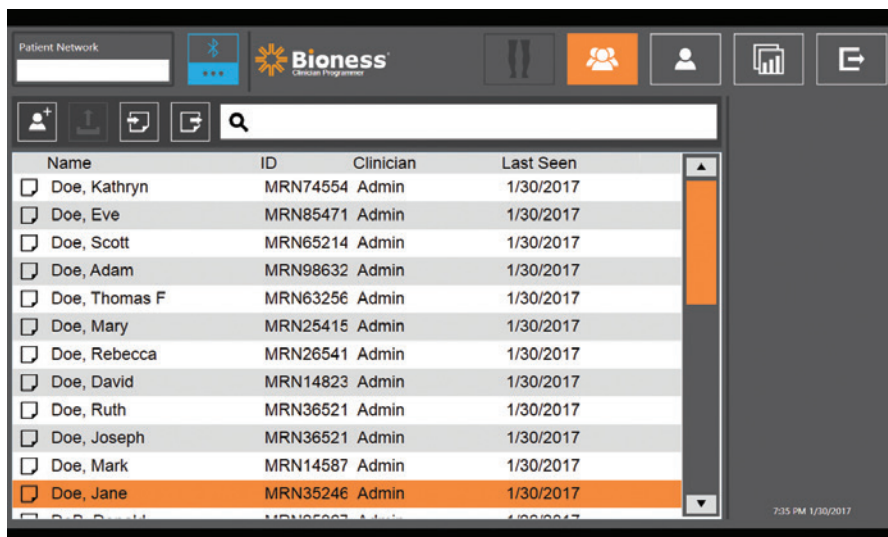 Patient Network
Bioness
Clinician Programmer
Name ID Clinician Last Seen
Doe, Kathryn MRN74554 Admin 1/30/2017
Doe, Eve MRN85471 Admin 1/30/2017
Doe, Scott MRN65214 Admin 1/30/2017
Doe, Adam MRN98632 Admin 1/30/2017
Doe, Thomas F MRN63256 Admin 1/30/2017
Doe, Mary MRN25415 Admin 1/30/2017
Doe, Rebecca MRN26541 Admin 1/30/2017
Doe, David MRN14823 Admin 1/30/2017
Doe, Ruth MRN36521 Admin 1/30/2017
Doe, Joseph MRN36521 Admin 1/30/2017
Doe, Mark MRN14587 Admin 1/30/2017
Doe, Jane MRN35246 Admin 1/30/2017
7:35 PM 1/30/2017